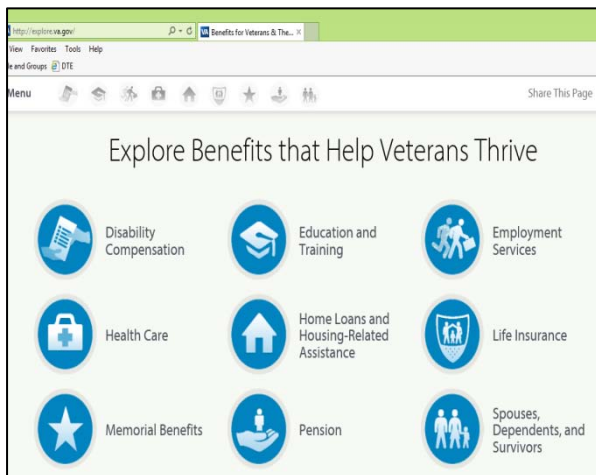 http://explore.va.gov/
VA Benefits for Veterans & The... ×
View Favorites Tools Help
le and Groups DTE
Menu
Share This Page
Explore Benefits that Help Veterans Thrive
Disability
Compensation
Education and
Training
Employment
Services
Health Care
Home Loans and
Housing-Related
Assistance
Life Insurance
Memorial Benefits
Pension
Spouses,
Dependents, and
Survivors